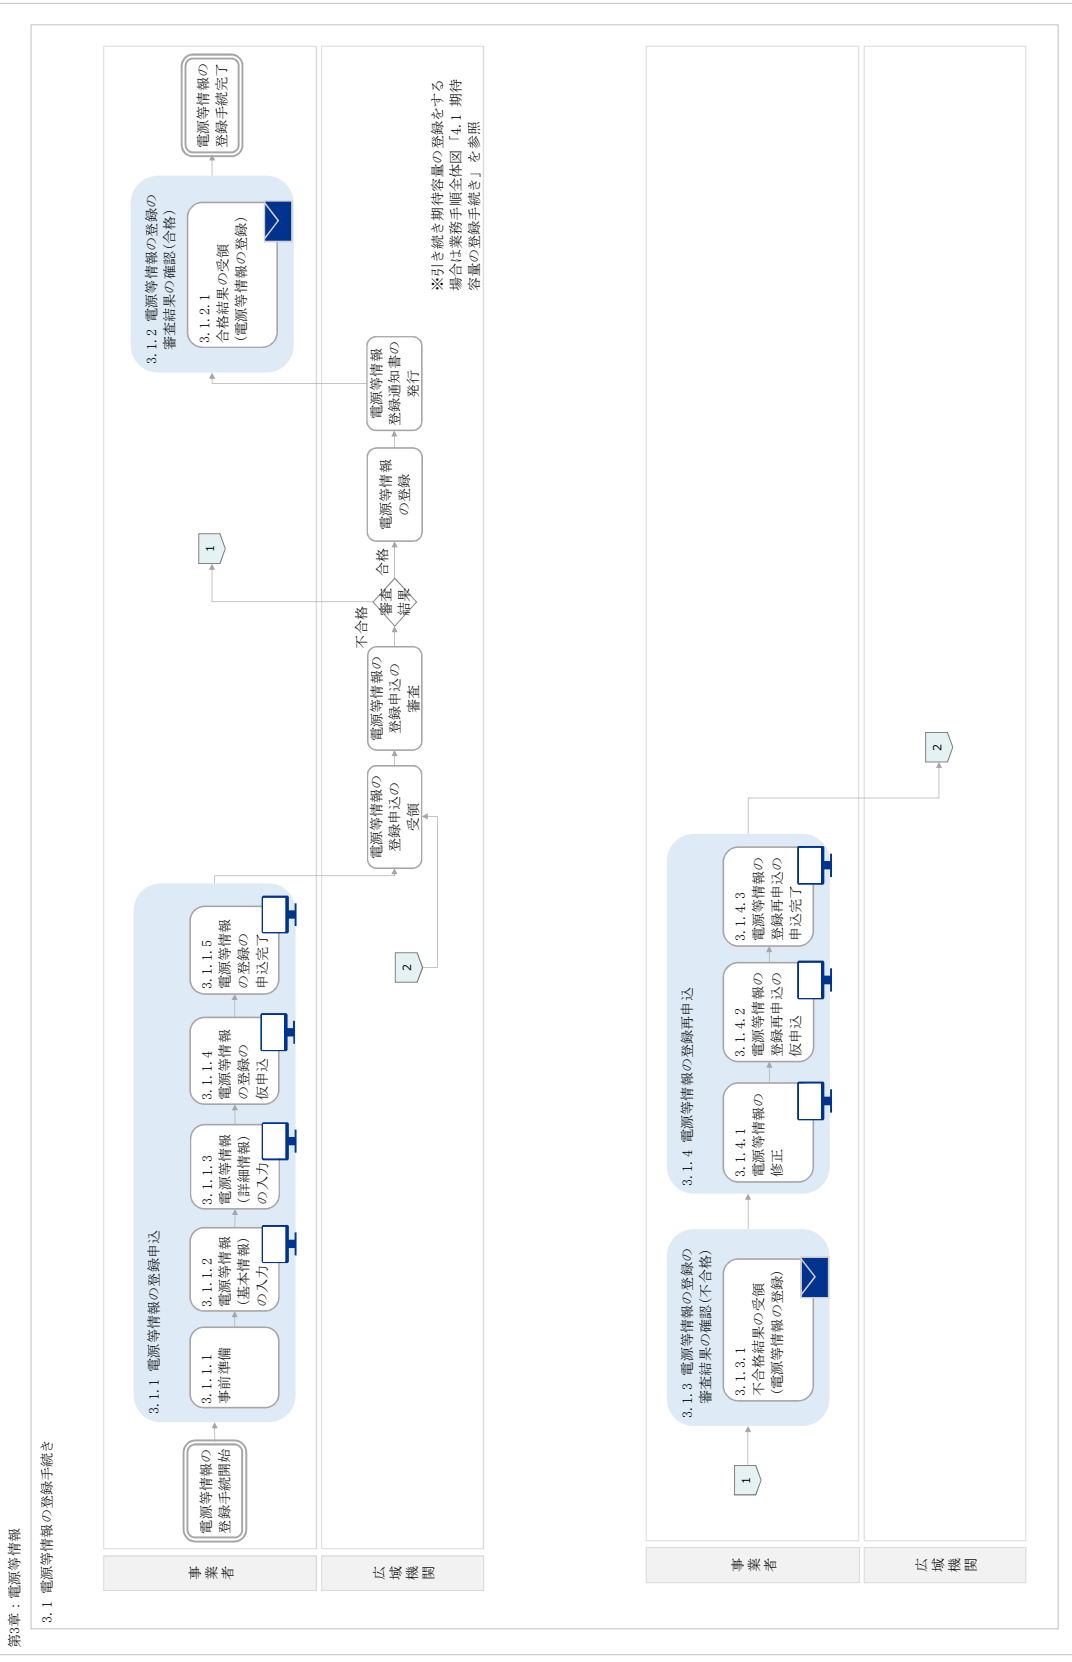 第3章：電源等情報
3.1 電源等情報の登録手続き
事業者
電源等情報の
登録手続開始
3.1.1 電源等情報の登録申込
3.1.1.1
事前準備
3.1.1.2
電源等情報
(基本情報)
の入力
3.1.1.3
電源等情報
(詳細情報)
の入力
3.1.1.4
電源等情報
の登録の
仮申込
3.1.1.5
電源等情報
の登録の
申込完了
1
3.1.2 電源等情報の登録の
審査結果の確認(合格)
3.1.2.1
合格結果の受領
(電源等情報の登録)
電源等情報の
登録手続完了
広域機関
2
電源等情報の
登録申込の
受領
電源等情報の
登録申込の
審査
不合格
審査
結果
合格
電源等情報
の登録
電源等情報
登録通知書の
発行
※引き続き期待容量の登録をする
場合は業務手順全体図「4.1 期待
容量の登録手続き」を参照
事業者
1
3.1.3 電源等情報の登録の
審査結果の確認(不合格)
3.1.3.1
不合格結果の受領
(電源等情報の登録)
3.1.4 電源等情報の登録再申込
3.1.4.1
電源等情報の
修正
3.1.4.2
電源等情報の
登録再申込の
仮申込
3.1.4.3
電源等情報の
登録再申込の
申込完了
広域機関
2